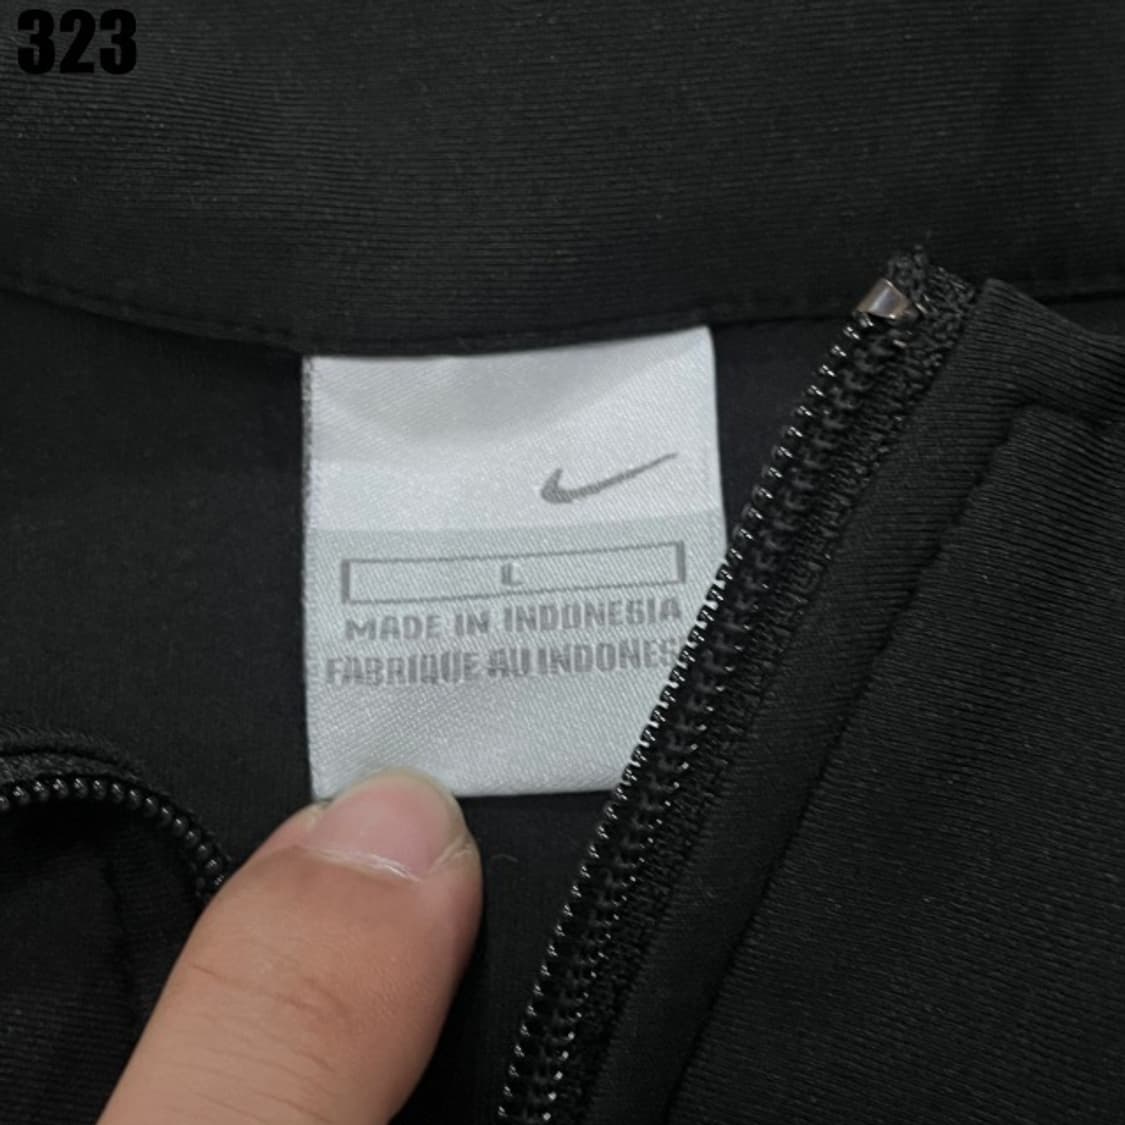 323
L
MADE IN INDONESIA
FABRIQUE AU INDONES